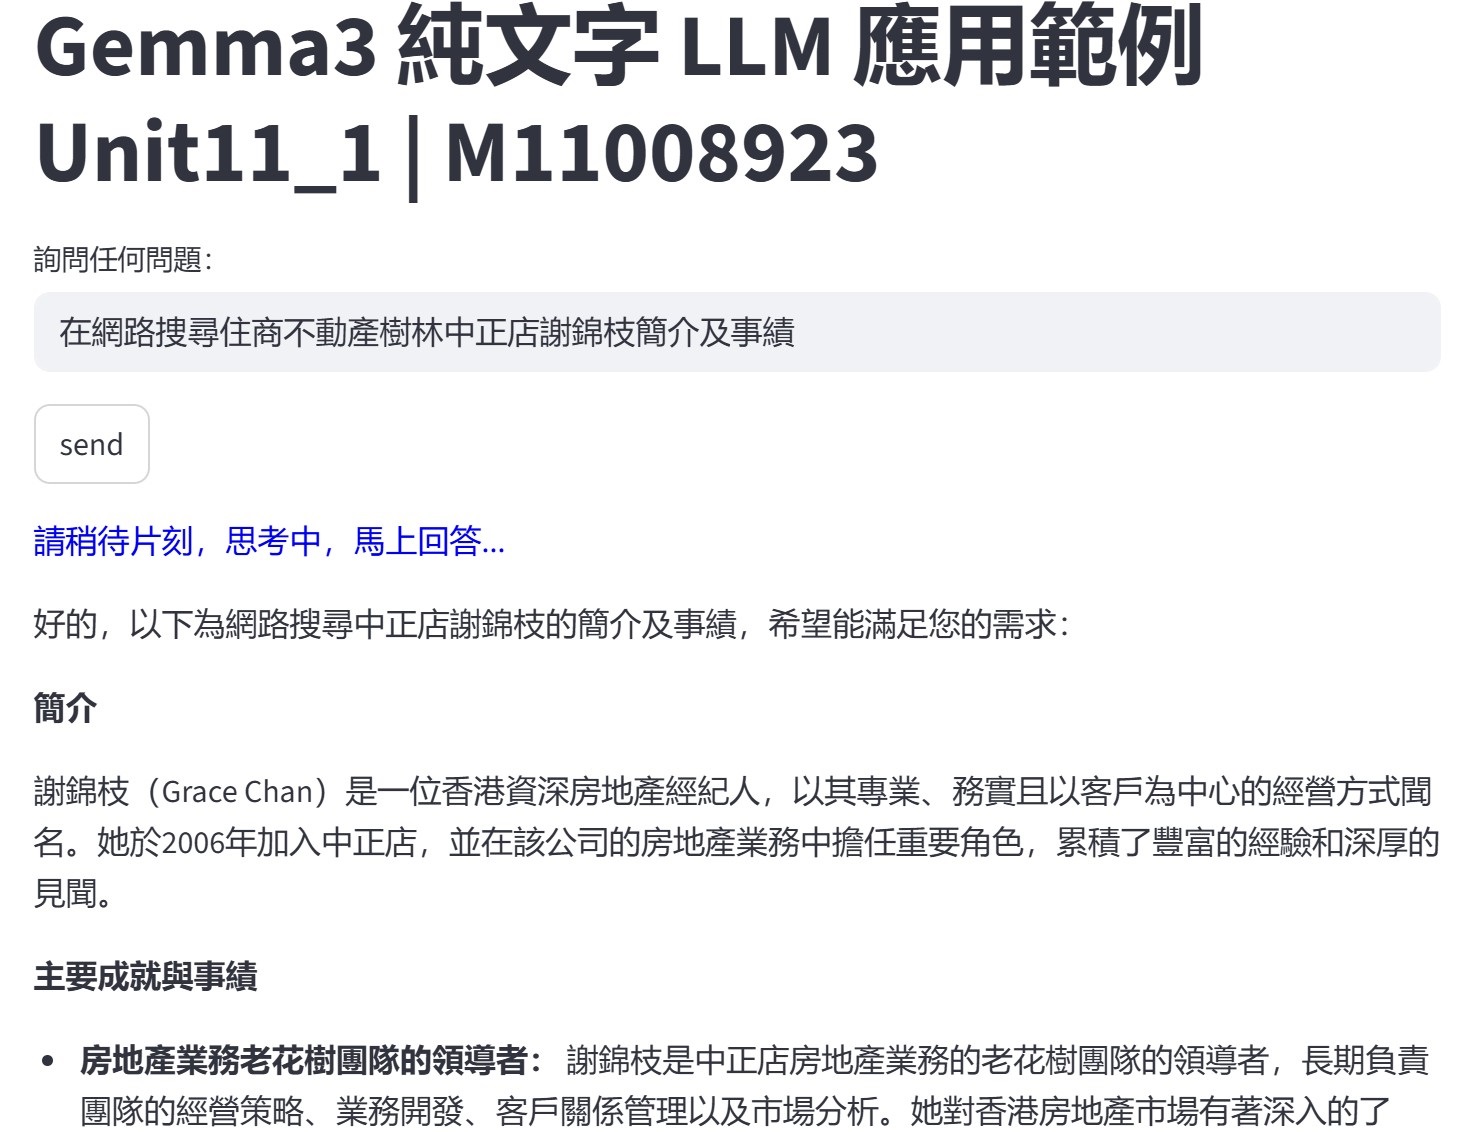 Gemma3 純文字 LLM 應用範例
Unit11_1 | M11008923
詢問任何問題：
在網路搜尋住商不動產樹林中正店謝錦枝簡介及事績
send
請稍待片刻，思考中，馬上回答...
好的，以下為網路搜尋中正店謝錦枝的簡介及事績，希望能滿足您的需求：
簡介
謝錦枝（Grace Chan）是一位香港資深房地產經紀人，以其專業、務實且以客戶為中心的經營方式聞
名。她於2006年加入中正店，並在該公司的房地產業務中擔任重要角色，累積了豐富的經驗和深厚的
見聞。
主要成就與事績
• 房地產業務老花樹團隊的領導者： 謝錦枝是中正店房地產業務的老花樹團隊的領導者，長期負責
團隊的經營策略、業務開發、客戶關係管理以及市場分析。她對香港房地產市場有著深入的了